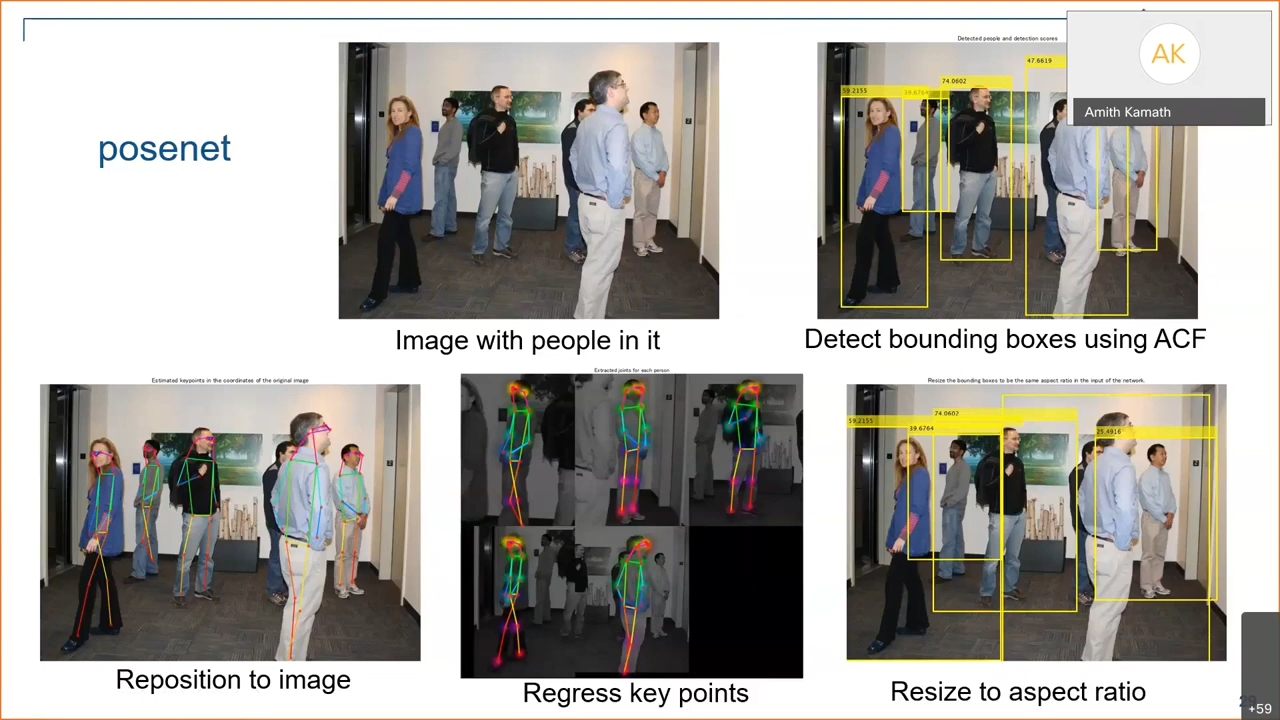 posenet
Image with people in it
Detected people and detection scores
59.2155
39.6764
74.0602
47.6619
AK
Amith Kamath
Detect bounding boxes using ACF
Estimated keypoints in the coordinates of the original image
Reposition to image
Extracted joints for each person
Regress key points
Resize the bounding boxes to be the same aspect ratio in the input of the network.
59.2155
39.6764
74.0602
25.4916
Resize to aspect ratio
+59